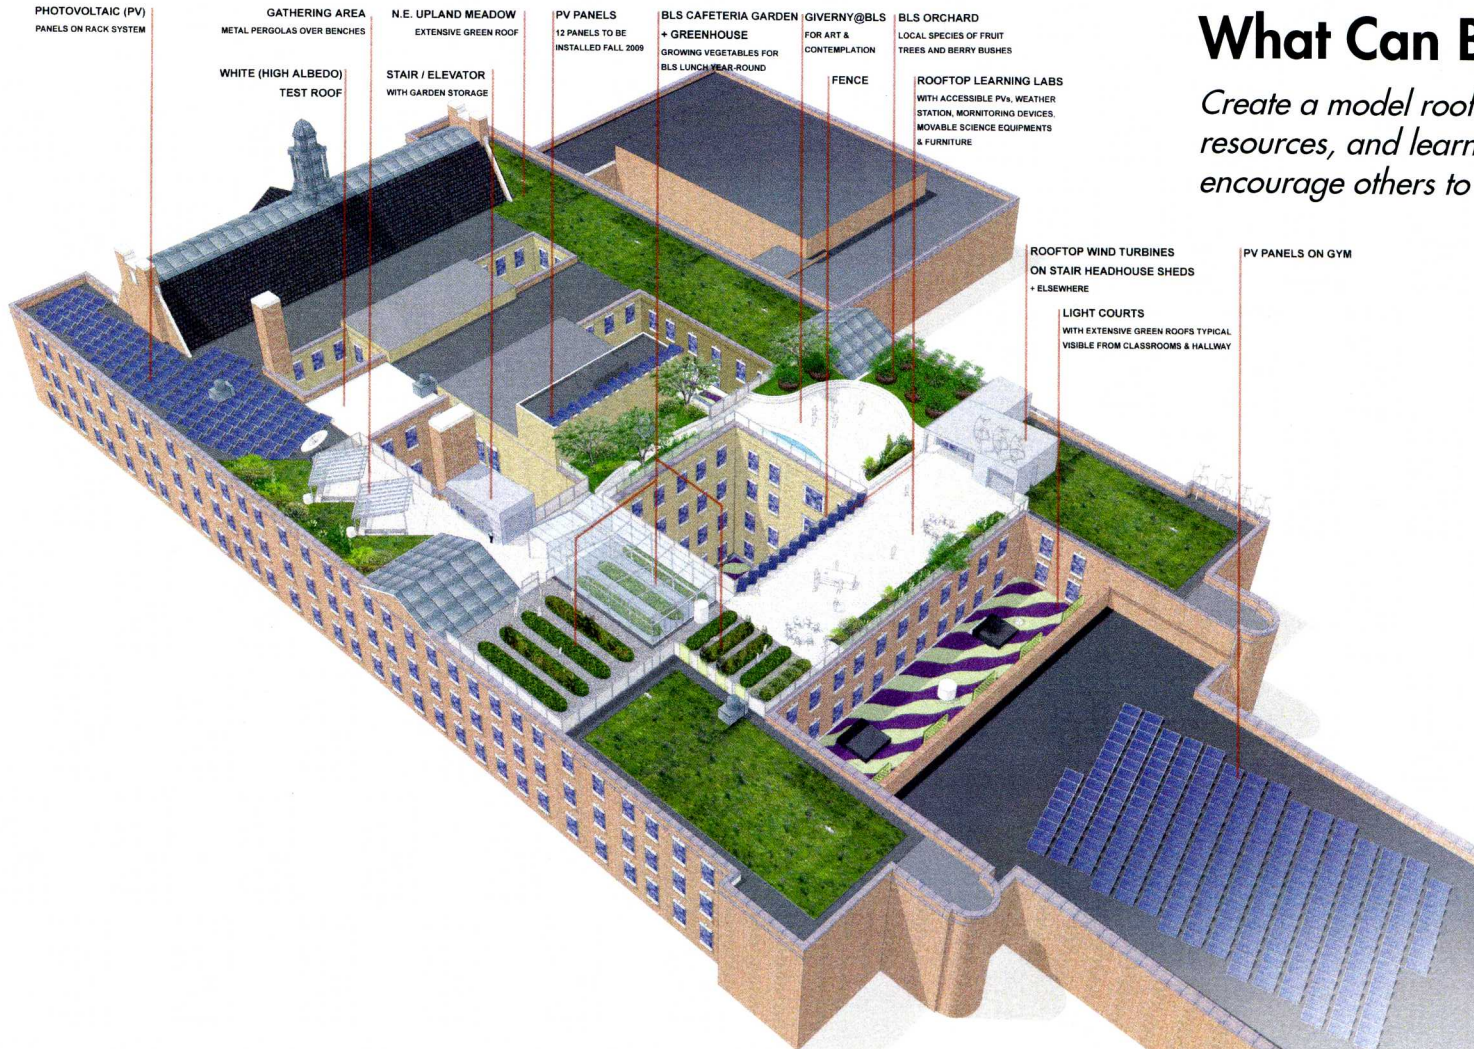 PHOTOVOLTAIC (PV)
PANELS ON RACK SYSTEM
GATHERING AREA
METAL PERGOLAS OVER BENCHES
WHITE (HIGH ALBEDO)
TEST ROOF
N.E. UPLAND MEADOW
EXTENSIVE GREEN ROOF
STAIR / ELEVATOR
WITH GARDEN STORAGE
PV PANELS
12 PANELS TO BE
INSTALLED FALL 2009
BLS CAFETERIA GARDEN
+ GREENHOUSE
GROWING VEGETABLES FOR
BLS LUNCH YEAR-ROUND
GIVERNY@BLS
FOR ART &
CONTEMPLATION
FENCE
BLS ORCHARD
LOCAL SPECIES OF FRUIT
TREES AND BERRY BUSHES
ROOFTOP LEARNING LABS
WITH ACCESSIBLE PVs, WEATHER
STATION, MORNITORING DEVICES,
MOVABLE SCIENCE EQUIPMENTS
& FURNITURE
What Can B
Create a model roof
resources, and learn
encourage others to
ROOFTOP WIND TURBINES
ON STAIR HEADHOUSE SHEDS
+ ELSEWHERE
LIGHT COURTS
WITH EXTENSIVE GREEN ROOFS TYPICAL
VISIBLE FROM CLASSROOMS & HALLWAY
PV PANELS ON GYM